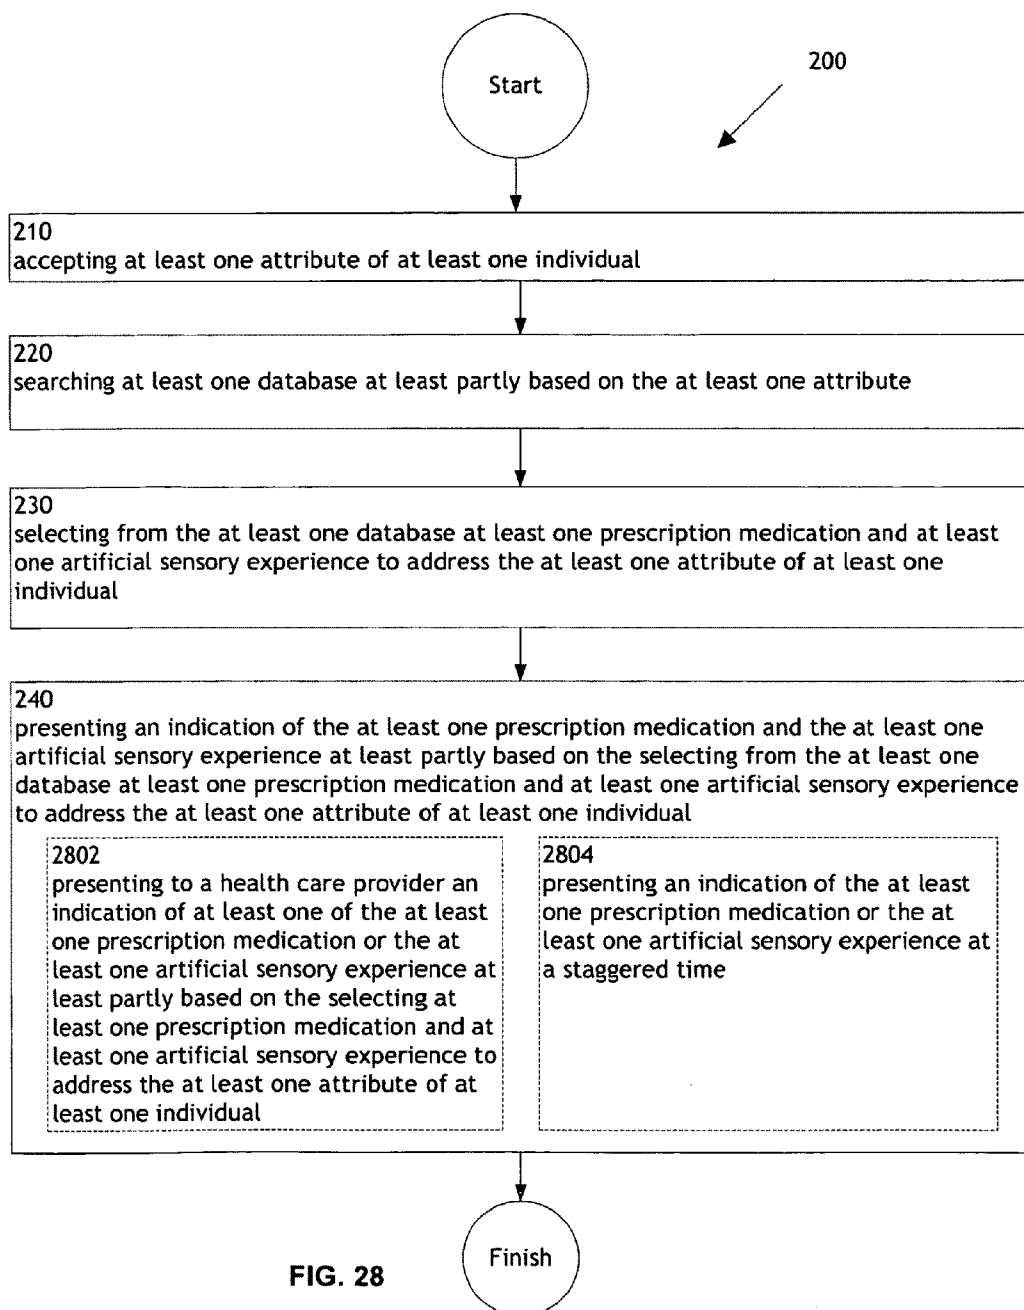 Start
200
210
accepting at least one attribute of at least one individual
220
searching at least one database at least partly based on the at least one attribute
230
selecting from the at least one database at least one prescription medication and at least
one artificial sensory experience to address the at least one attribute of at least one
individual
240
presenting an indication of the at least one prescription medication and the at least one
artificial sensory experience at least partly based on the selecting from the at least one
database at least one prescription medication and at least one artificial sensory experience
to address the at least one attribute of at least one individual
2802
presenting to a health care provider an
indication of at least one of the at least
one prescription medication or the at
least one artificial sensory experience at
least partly based on the selecting at
least one prescription medication and at
least one artificial sensory experience to
address the at least one attribute of at
least one individual
2804
presenting an indication of the at least
one prescription medication or the at
least one artificial sensory experience at
a staggered time
Finish
FIG. 28